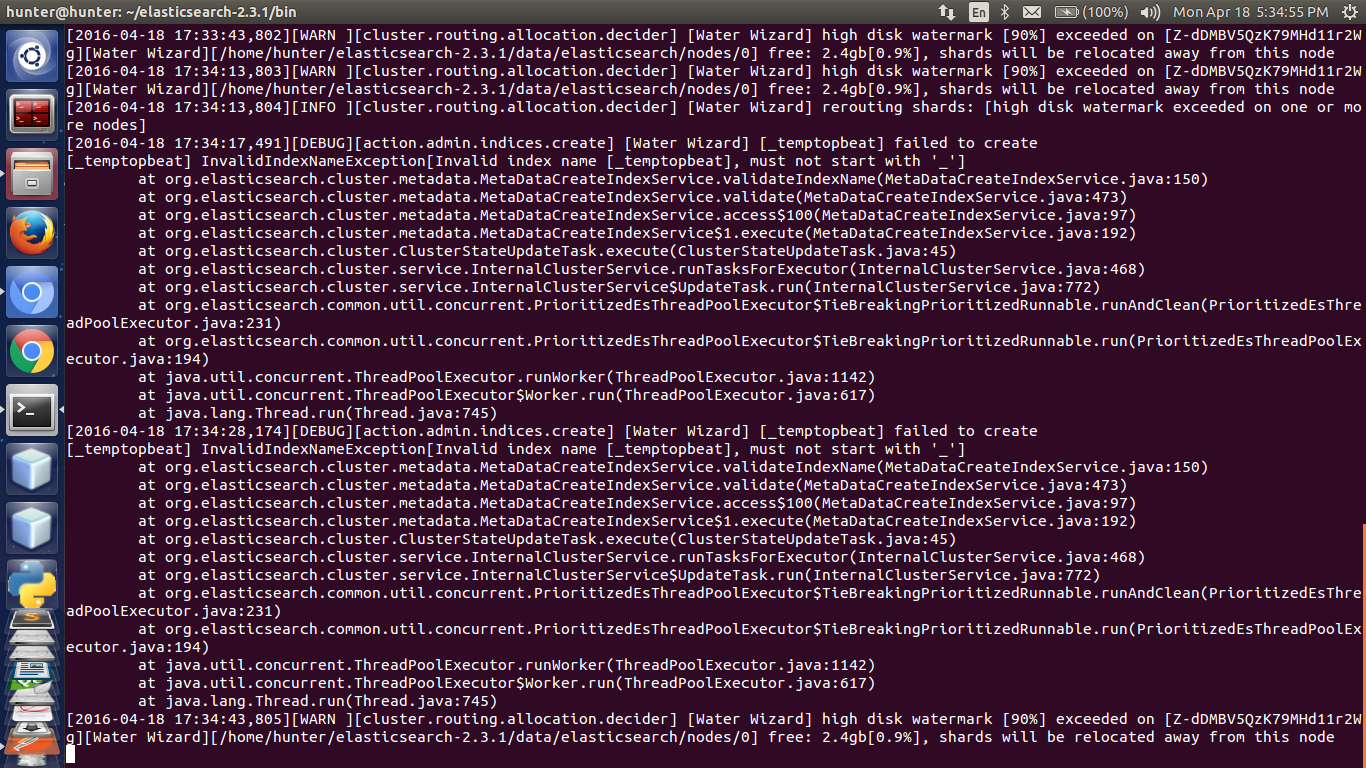 hunter@hunter: ~/elasticsearch-2.3.1/bin
En
(100%)
Mon Apr 18 5:34:55 PM
[2016-04-18 17:33:43,802][WARN ][cluster.routing.allocation.decider] [Water Wizard] high disk watermark [90%] exceeded on [Z-dDMBV5QzK79MHd11r2W
g][Water Wizard][/home/hunter/elasticsearch-2.3.1/data/elasticsearch/nodes/0] free: 2.4gb[0.9%], shards will be relocated away from this node
[2016-04-18 17:34:13,803][WARN ][cluster.routing.allocation.decider] [Water Wizard] high disk watermark [90%] exceeded on [Z-dDMBV5QzK79MHd11r2W
g][Water Wizard][/home/hunter/elasticsearch-2.3.1/data/elasticsearch/nodes/0] free: 2.4gb[0.9%], shards will be relocated away from this node
[2016-04-18 17:34:13,804][INFO ][cluster.routing.allocation.decider] [Water Wizard] rerouting shards: [high disk watermark exceeded on one or mo
re nodes]
[2016-04-18 17:34:17,491][DEBUG][action.admin.indices.create] [Water Wizard] [_temptopbeat] failed to create
[_temptopbeat] InvalidIndexNameException[Invalid index name [_temptopbeat], must not start with '_']
at org.elasticsearch.cluster.metadata.MetaDataCreateIndexService.validateIndexName(MetaDataCreateIndexService.java:150)
at org.elasticsearch.cluster.metadata.MetaDataCreateIndexService.validate(MetaDataCreateIndexService.java:473)
at org.elasticsearch.cluster.metadata.MetaDataCreateIndexService.access$100(MetaDataCreateIndexService.java:97)
at org.elasticsearch.cluster.metadata.MetaDataCreateIndexService$1.execute(MetaDataCreateIndexService.java:192)
at org.elasticsearch.cluster.ClusterStateUpdateTask.execute(ClusterStateUpdateTask.java:45)
at org.elasticsearch.cluster.service.InternalClusterService.runTasksForExecutor(InternalClusterService.java:468)
at org.elasticsearch.cluster.service.InternalClusterService$UpdateTask.run(InternalClusterService.java:772)
at org.elasticsearch.common.util.concurrent.PrioritizedEsThreadPoolExecutor$TieBreakingPrioritizedRunnable.runAndClean(PrioritizedEsThre
adPoolExecutor.java:231)
at org.elasticsearch.common.util.concurrent.PrioritizedEsThreadPoolExecutor$TieBreakingPrioritizedRunnable.run(PrioritizedEsThreadPoolEx
ecutor.java:194)
at java.util.concurrent.ThreadPoolExecutor.runWorker(ThreadPoolExecutor.java:1142)
at java.util.concurrent.ThreadPoolExecutor$Worker.run(ThreadPoolExecutor.java:617)
at java.lang.Thread.run(Thread.java:745)
[2016-04-18 17:34:28,174][DEBUG][action.admin.indices.create] [Water Wizard] [_temptopbeat] failed to create
[_temptopbeat] InvalidIndexNameException[Invalid index name [_temptopbeat], must not start with '_']
at org.elasticsearch.cluster.metadata.MetaDataCreateIndexService.validateIndexName(MetaDataCreateIndexService.java:150)
at org.elasticsearch.cluster.metadata.MetaDataCreateIndexService.validate(MetaDataCreateIndexService.java:473)
at org.elasticsearch.cluster.metadata.MetaDataCreateIndexService.access$100(MetaDataCreateIndexService.java:97)
at org.elasticsearch.cluster.metadata.MetaDataCreateIndexService$1.execute(MetaDataCreateIndexService.java:192)
at org.elasticsearch.cluster.ClusterStateUpdateTask.execute(ClusterStateUpdateTask.java:45)
at org.elasticsearch.cluster.service.InternalClusterService.runTasksForExecutor(InternalClusterService.java:468)
at org.elasticsearch.cluster.service.InternalClusterService$UpdateTask.run(InternalClusterService.java:772)
at org.elasticsearch.common.util.concurrent.PrioritizedEsThreadPoolExecutor$TieBreakingPrioritizedRunnable.runAndClean(PrioritizedEsThre
adPoolExecutor.java:231)
at org.elasticsearch.common.util.concurrent.PrioritizedEsThreadPoolExecutor$TieBreakingPrioritizedRunnable.run(PrioritizedEsThreadPoolEx
ecutor.java:194)
at java.util.concurrent.ThreadPoolExecutor.runWorker(ThreadPoolExecutor.java:1142)
at java.util.concurrent.ThreadPoolExecutor$Worker.run(ThreadPoolExecutor.java:617)
at java.lang.Thread.run(Thread.java:745)
[2016-04-18 17:34:43,805][WARN ][cluster.routing.allocation.decider] [Water Wizard] high disk watermark [90%] exceeded on [Z-dDMBV5QzK79MHd11r2W
g][Water Wizard][/home/hunter/elasticsearch-2.3.1/data/elasticsearch/nodes/0] free: 2.4gb[0.9%], shards will be relocated away from this node